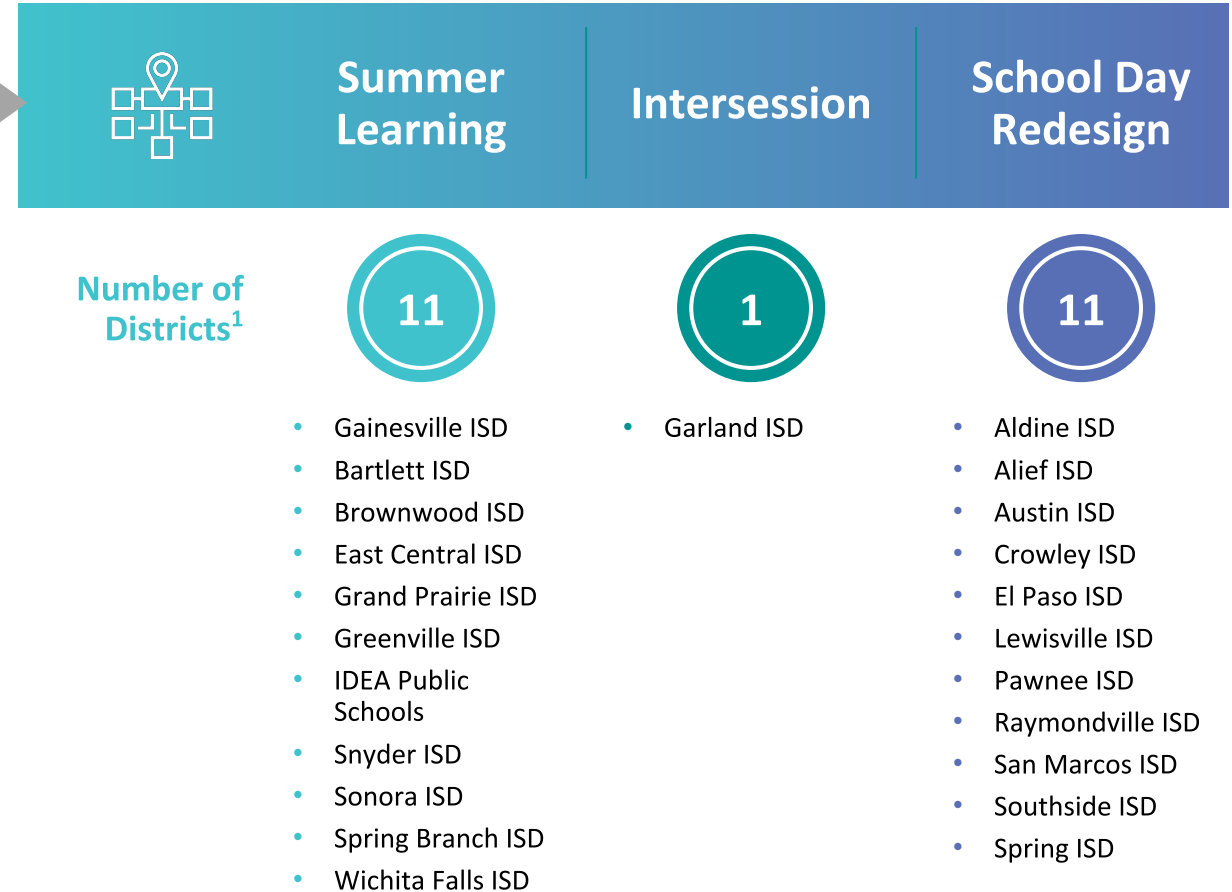 Summer
Learning
Intersession
School Day
Redesign
Number of
Districts¹
11
1
11
• Gainesville ISD
• Bartlett ISD
• Brownwood ISD
• East Central ISD
• Grand Prairie ISD
• Greenville ISD
• IDEA Public
Schools
• Snyder ISD
• Sonora ISD
• Spring Branch ISD
• Wichita Falls ISD
• Garland ISD
• Aldine ISD
• Alief ISD
• Austin ISD
• Crowley ISD
• El Paso ISD
• Lewisville ISD
• Pawnee ISD
• Raymondville ISD
• San Marcos ISD
• Southside ISD
• Spring ISD